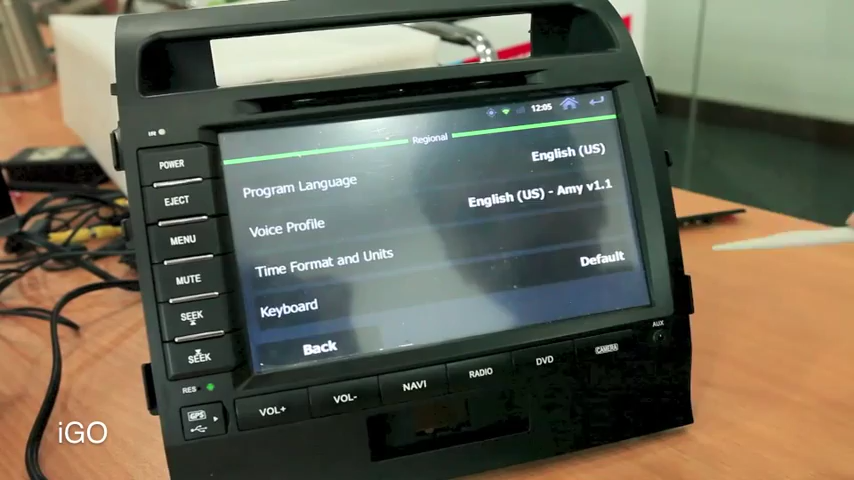 12:05
Regional
Program Language English (US)
Voice Profile English (US) - Amy v1.1
Time Format and Units
Keyboard Default
Back
IR
POWER
EJECT
MENU
MUTE
SEEK
SEEK
RES
GPS
VOL+
VOL-
NAVI
RADIO
DVD
CAMERA
AUX
iGO